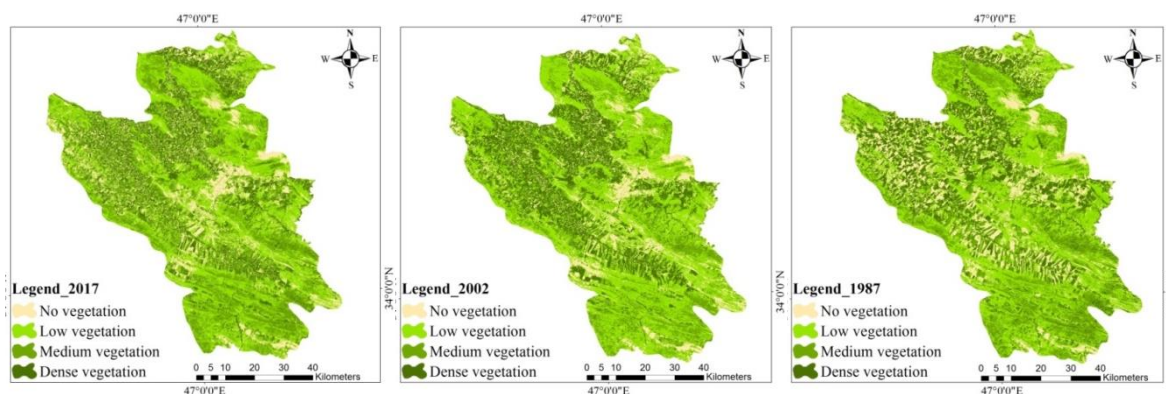 47°0'0"E
N
W E
S
Legend_2017
No vegetation
Low vegetation
Medium vegetation
Dense vegetation
0 5 10 20 30 40
Kilometers
47°0'0"E
47°0'0"E
N
W E
S
34°0'0"N
Legend_2002
No vegetation
Low vegetation
Medium vegetation
Dense vegetation
0 5 10 20 30 40
Kilometers
47°0'0"E
N
W E
S
34°0'0"N
Legend_1987
No vegetation
Low vegetation
Medium vegetation
Dense vegetation
0 5 10 20 30 40
Kilometers
47°0'0"E